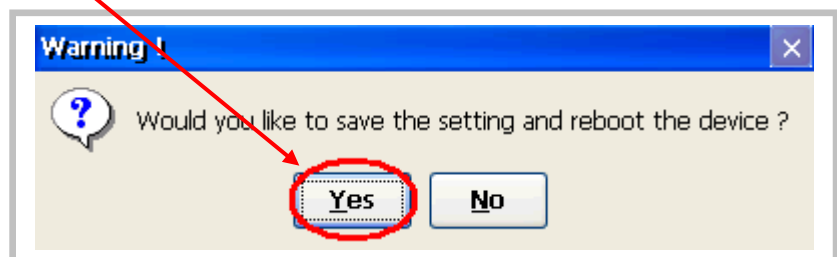 Warning !
Would you like to save the setting and reboot the device ?
Yes No